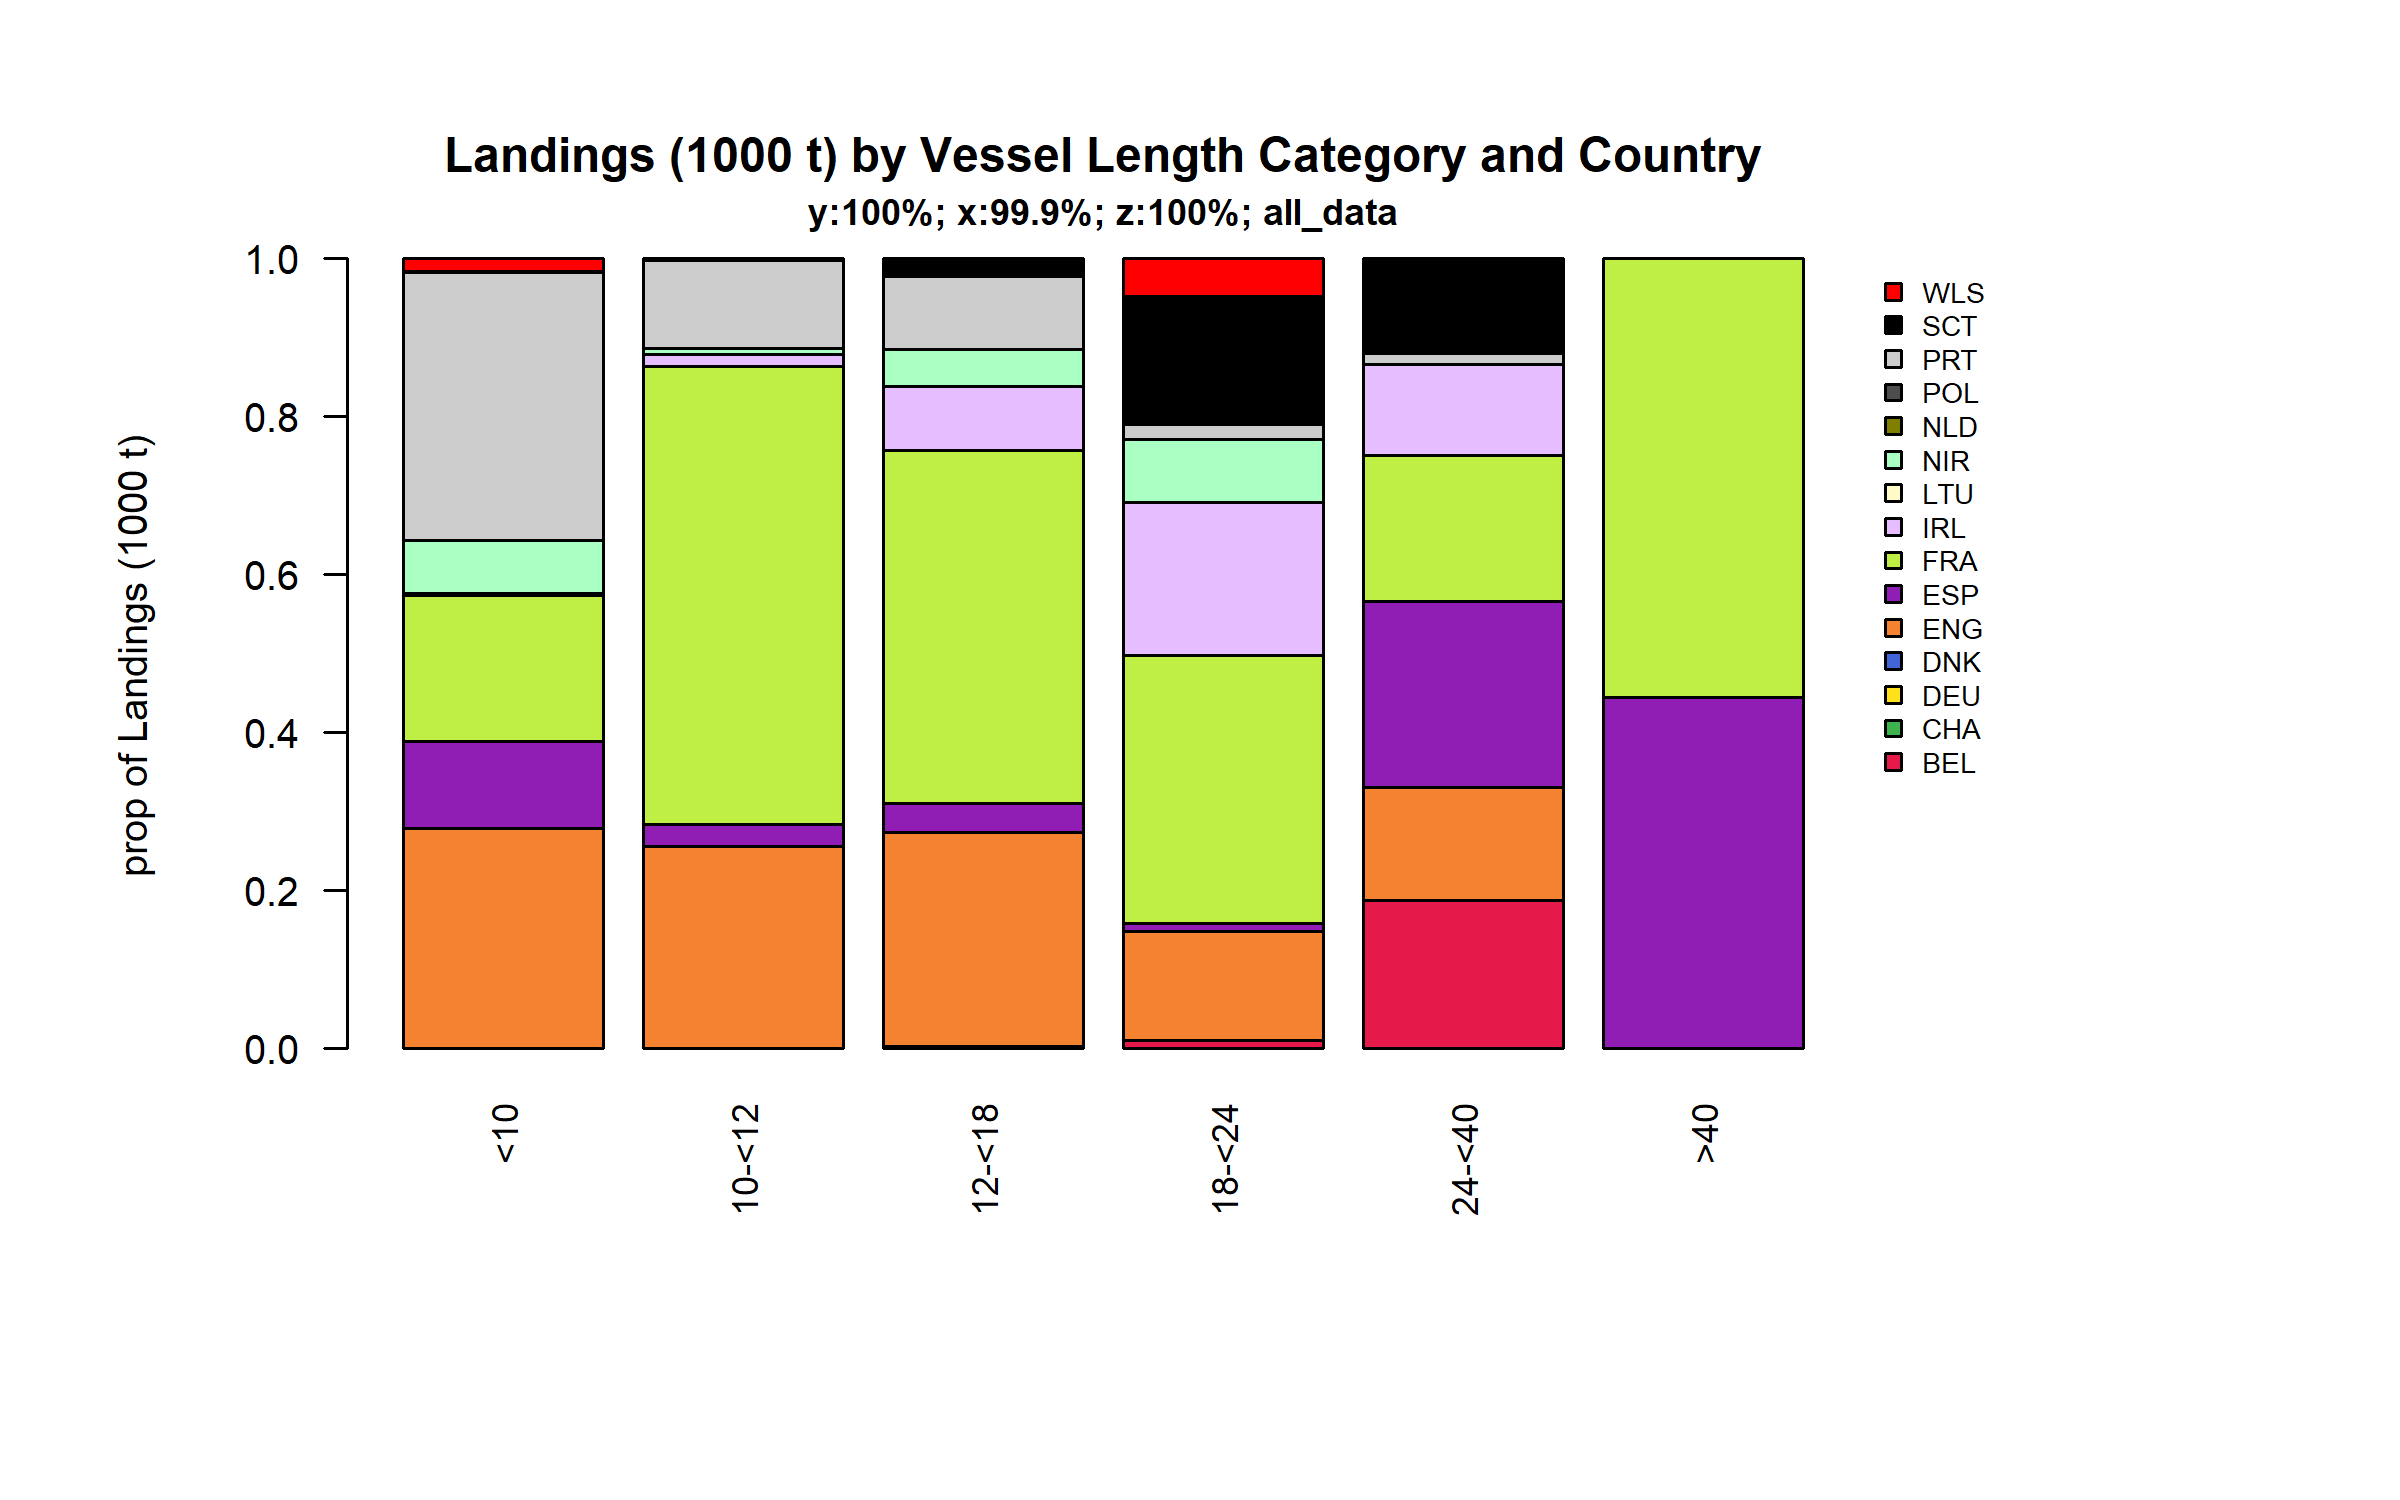 Landings (1000 t) by Vessel Length Category and Country
y:100%; x:99.9%; z:100%; all_data
prop of Landings (1000 t)
1.0
0.8
0.6
0.4
0.2
0.0
<10
10-<12
12-<18
18-<24
24-<40
>40
WLS
SCT
PRT
POL
NLD
NIR
LTU
IRL
FRA
ESP
ENG
DNK
DEU
CHA
BEL